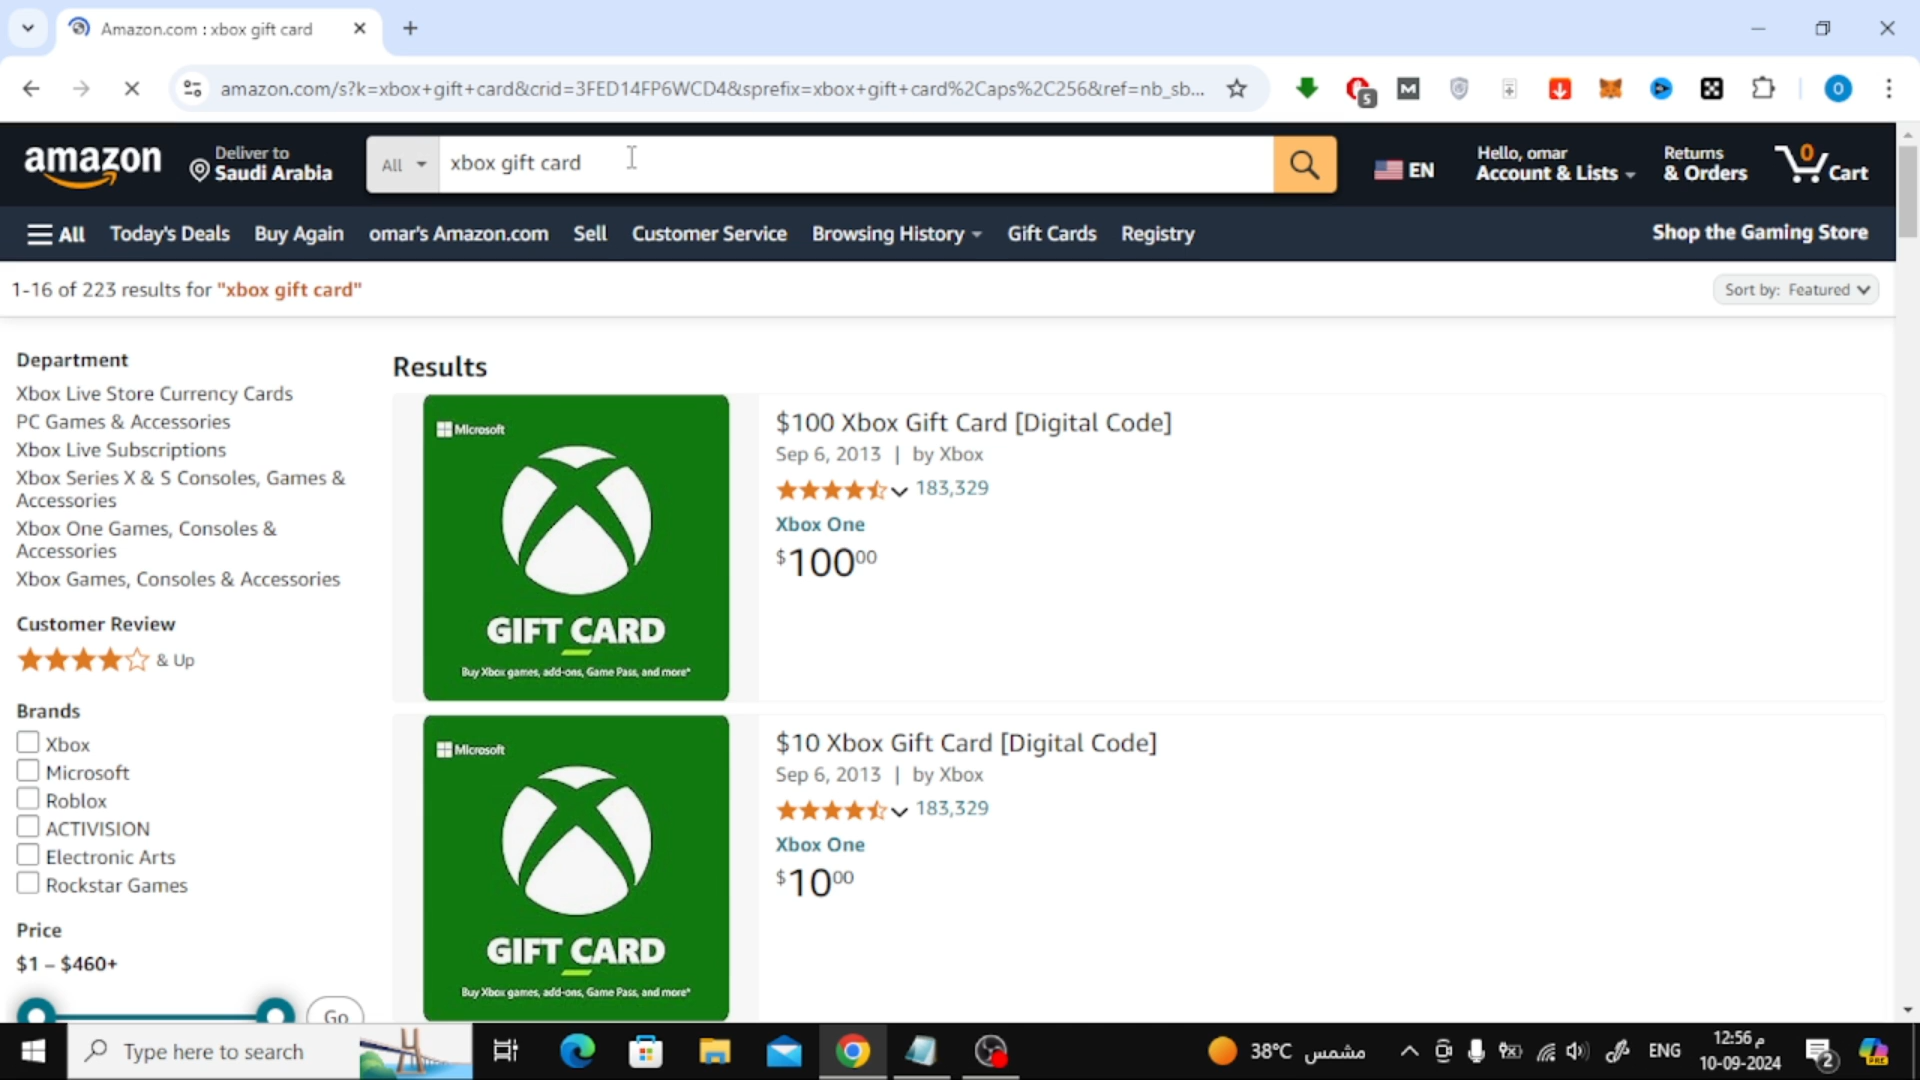 Amazon.com : xbox gift card
amazon.com/s?k=xbox+gift+card&crid=3FED14FP6WCD4&sprefix=xbox+gift+card%2Caps%2C256&ref=nb_sb...
5
O
amazon
Deliver to
Saudi Arabia
All
xbox gift card
EN
Hello, omar
Account & Lists
Returns
& Orders
0
Cart
All
Today's Deals
Buy Again
omar's Amazon.com
Sell
Customer Service
Browsing History
Gift Cards
Registry
Shop the Gaming Store
1-16 of 223 results for "xbox gift card"
Sort by: Featured
Department
Xbox Live Store Currency Cards
PC Games & Accessories
Xbox Live Subscriptions
Xbox Series X & S Consoles, Games &
Accessories
Xbox One Games, Consoles &
Accessories
Xbox Games, Consoles & Accessories
Customer Review
& Up
Brands
Xbox
Microsoft
Roblox
ACTIVISION
Electronic Arts
Rockstar Games
Price
$1 – $460+
Go
Results
Microsoft
GIFT CARD
Buy Xbox games, add-ons, Game Pass, and more*
$100 Xbox Gift Card [Digital Code]
Sep 6, 2013 | by Xbox
183,329
Xbox One
$10000
Microsoft
GIFT CARD
Buy Xbox games, add-ons, Game Pass, and more*
$10 Xbox Gift Card [Digital Code]
Sep 6, 2013 | by Xbox
183,329
Xbox One
$1000
Type here to search
38°C مشمس
ENG
12:56 م
10-09-2024
2
PRE